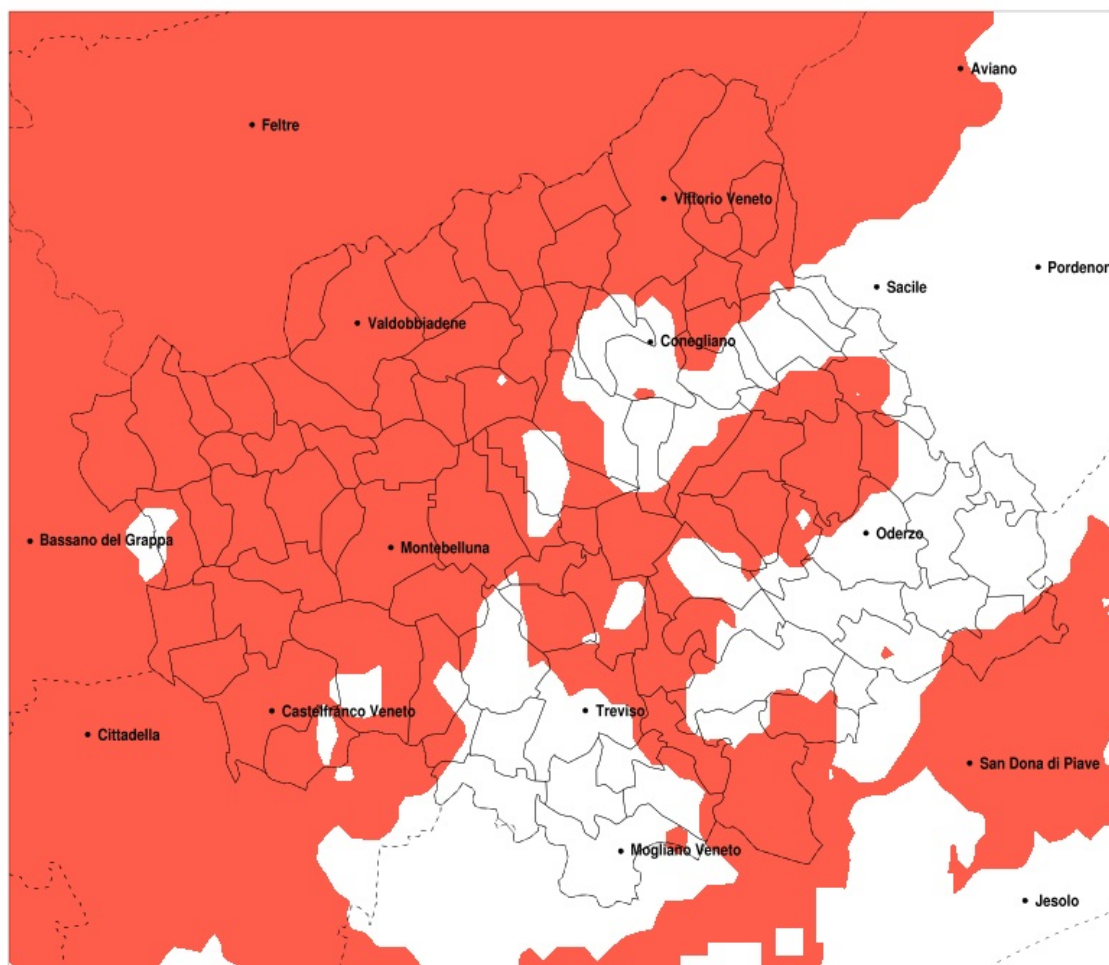 Aviano
Feltre
Vittorio Veneto
Pordenon
Sacile
Valdobbiadene
Conegliano
Oderzo
Bassano del Grappa
Montebelluna
Castelfranco Veneto
Treviso
Cittadella
San Dona di Piave
Mogliano Veneto
Jesolo